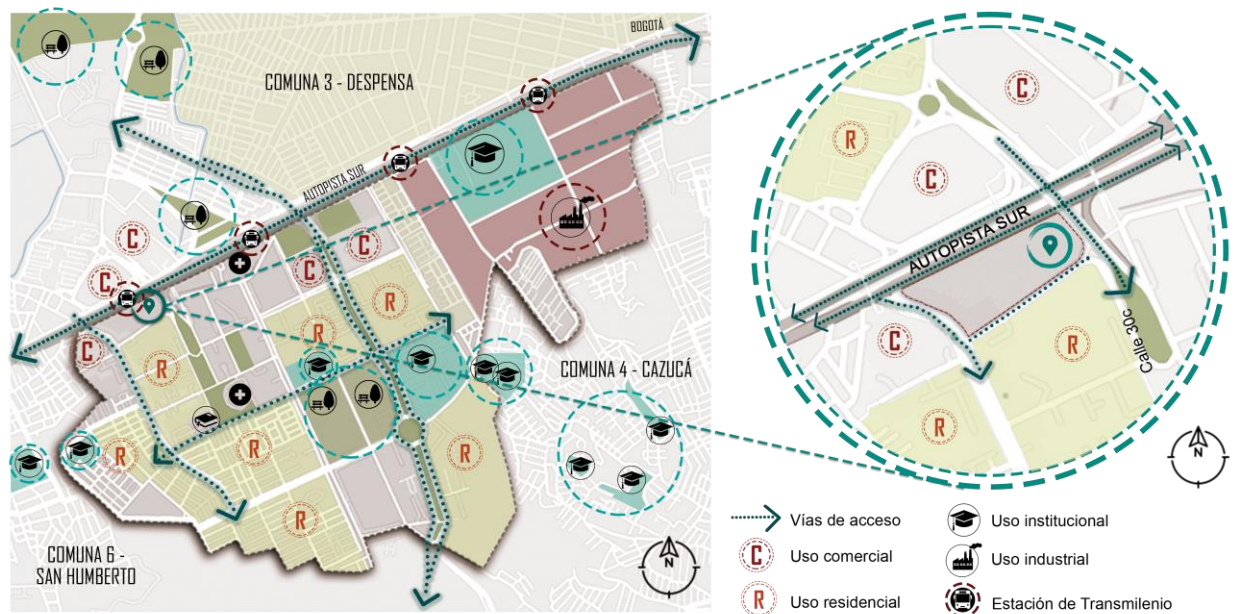 BOGOTÁ
COMUNA 3 - DESPENSA
AUTOPISTA SUR
C
C
C
C
C
R
R
R
R
R
R
R
COMUNA 4 - CAZUCÁ
COMUNA 6 -
SAN HUMBERTO
N
C
R
C
AUTOPISTA SUR
C
R
R
Calle 30c
N
Vías de acceso
C Uso comercial
R Uso residencial
Uso institucional
Uso industrial
Estación de Transmilenio